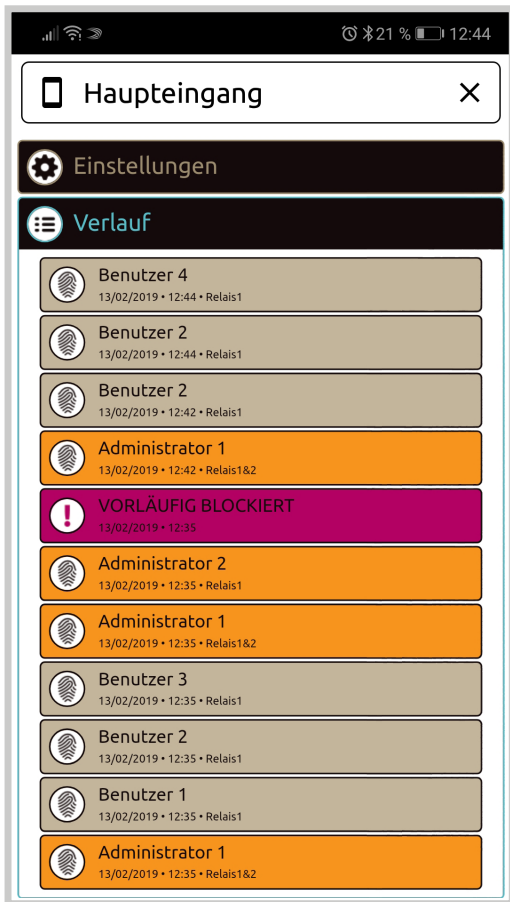 21 % 12:44
Haupteingang
Einstellungen
Verlauf
Benutzer 4
13/02/2019 • 12:44 • Relais1
Benutzer 2
13/02/2019 • 12:44 • Relais1
Benutzer 2
13/02/2019 • 12:42 • Relais1
Administrator 1
13/02/2019 • 12:42 • Relais1&2
VORLÄUFIG BLOCKIERT
13/02/2019 • 12:35
Administrator 2
13/02/2019 • 12:35 • Relais1
Administrator 1
13/02/2019 • 12:35 • Relais1&2
Benutzer 3
13/02/2019 • 12:35 • Relais1
Benutzer 2
13/02/2019 • 12:35 • Relais1
Benutzer 1
13/02/2019 • 12:35 • Relais1
Administrator 1
13/02/2019 • 12:35 • Relais1&2